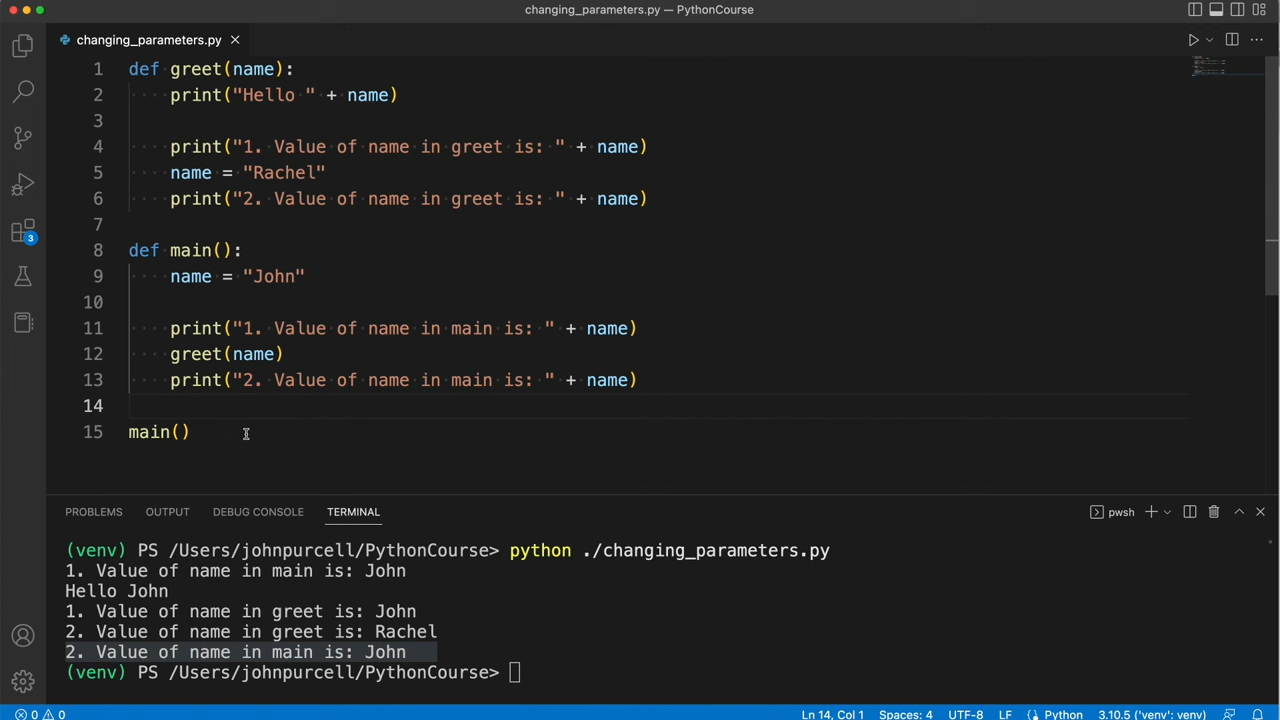 changing_parameters.py — PythonCourse
changing_parameters.py
1 def greet(name):
2 print("Hello " + name)
3
4 print("1. Value of name in greet is: " + name)
5 name = "Rachel"
6 print("2. Value of name in greet is: " + name)
7
8 def main():
9 name = "John"
10
11 print("1. Value of name in main is: " + name)
12 greet(name)
13 print("2. Value of name in main is: " + name)
14
15 main()
3
PROBLEMS OUTPUT DEBUG CONSOLE TERMINAL pwsh
(venv) PS /Users/johnpurcell/PythonCourse> python ./changing_parameters.py
1. Value of name in main is: John
Hello John
1. Value of name in greet is: John
2. Value of name in greet is: Rachel
2. Value of name in main is: John
(venv) PS /Users/johnpurcell/PythonCourse>
0 0 Ln 14, Col 1 Spaces: 4 UTF-8 LF Python 3.10.5 ('venv': venv)